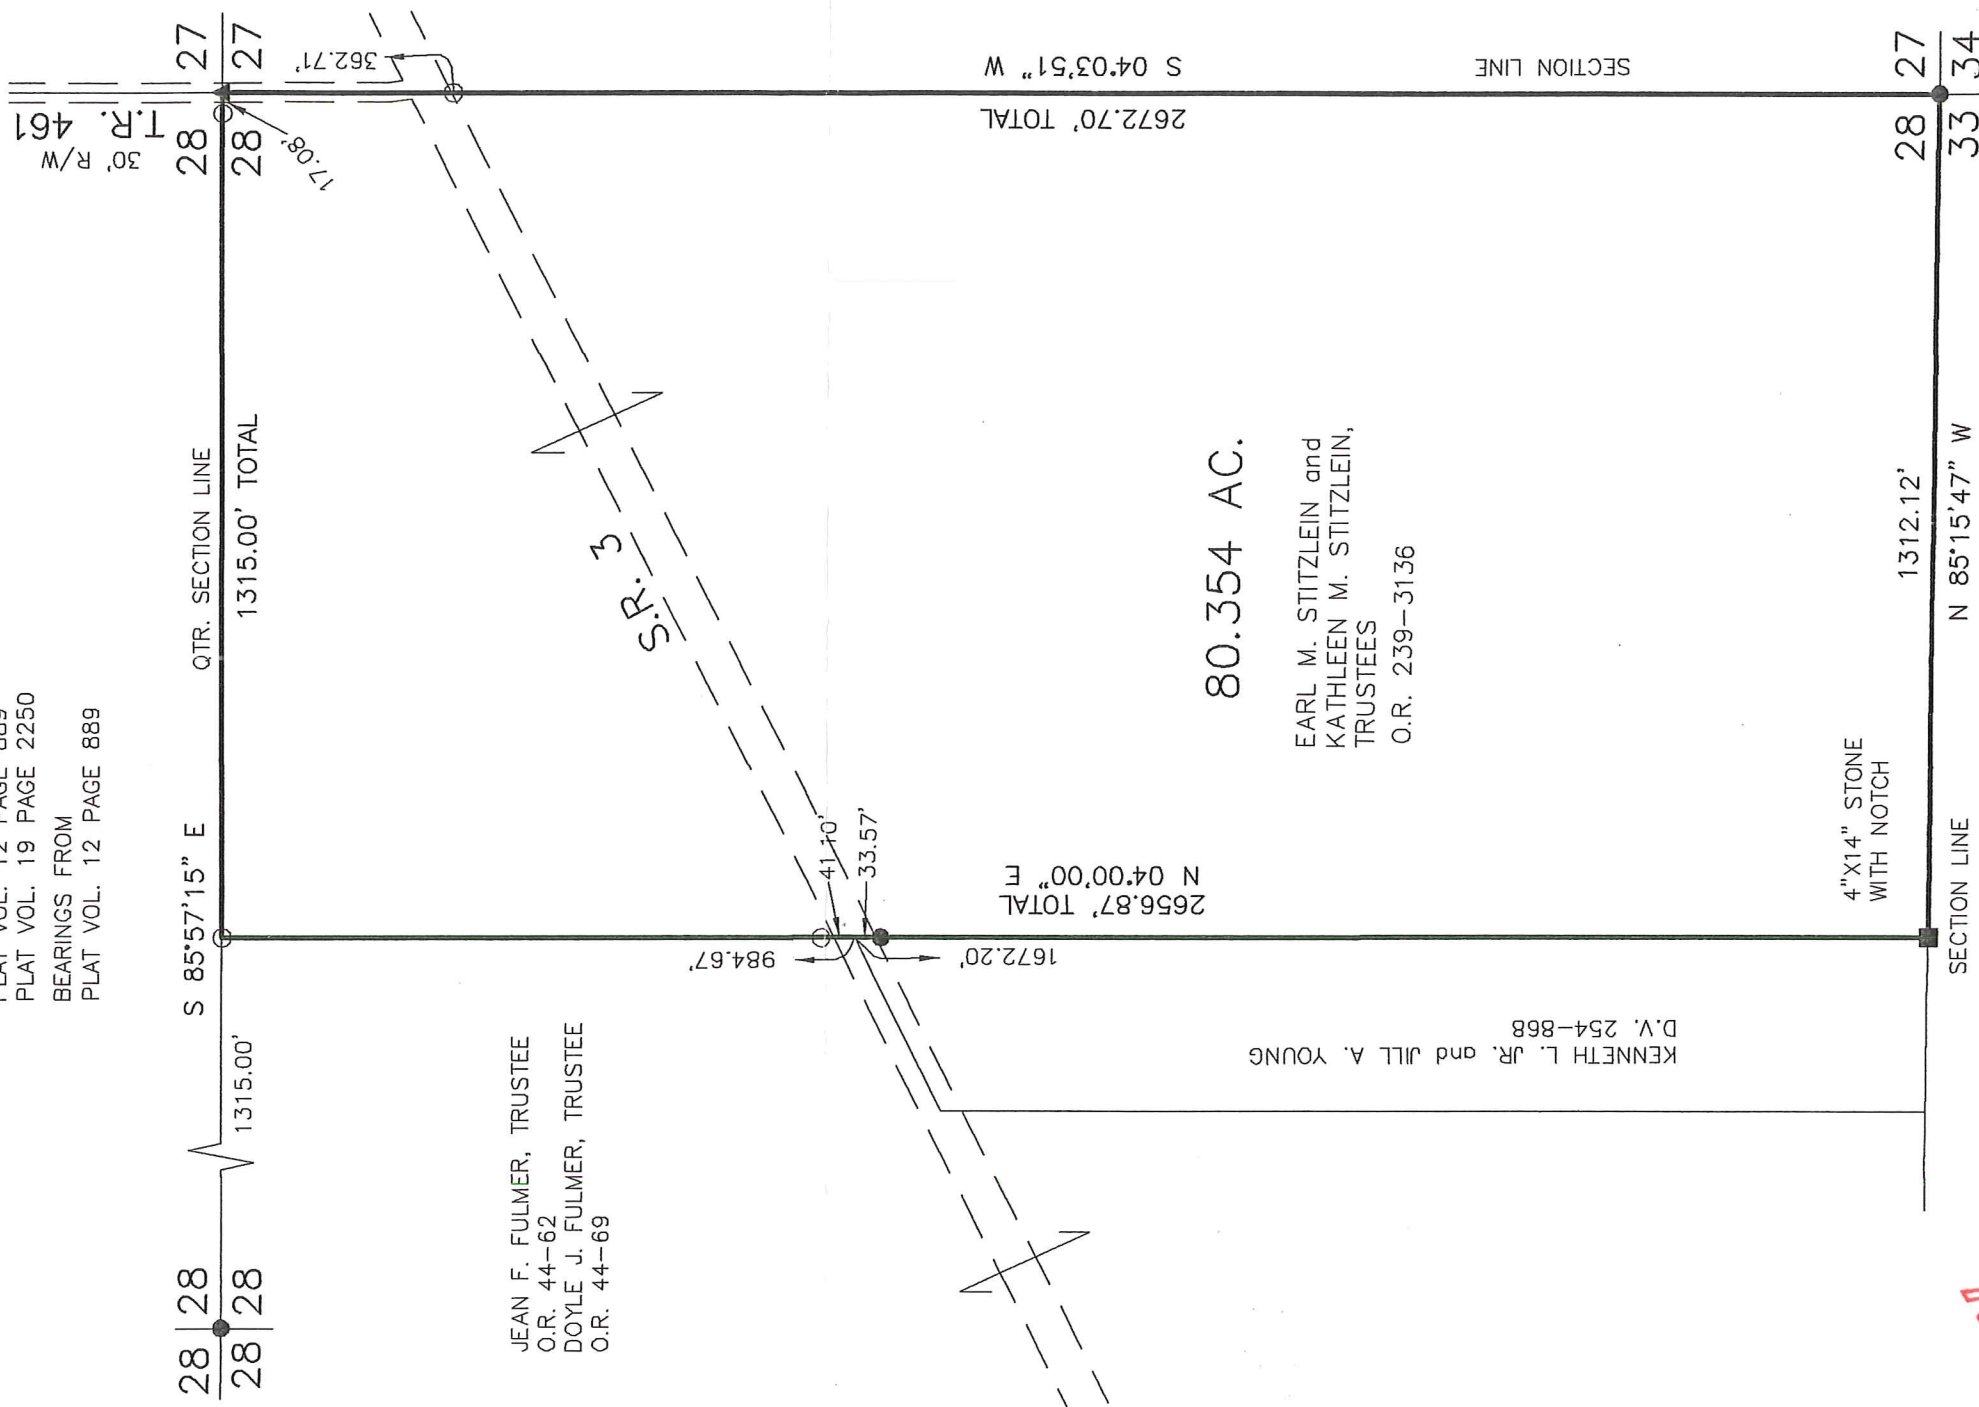 PLAT VOL. 12 PAGE 889
PLAT VOL. 19 PAGE 2250
BEARINGS FROM
PLAT VOL. 12 PAGE 889
T.R. 461
30' R/W
28 27
28 27
17.08'
362.71'
28 28
28 28
1315.00'
S 85°57'15" E
QTR. SECTION LINE
1315.00' TOTAL
S 04°03'51" W
2672.70' TOTAL
SECTION LINE
S.R. 3
41.10'
33.57'
984.67'
1672.20'
N 04°00'00" E
2656.87' TOTAL
80.354 AC.
EARL M. STITZLEIN and
KATHLEEN M. STITZLEIN,
TRUSTEES
O.R. 239-3136
JEAN F. FULMER, TRUSTEE
O.R. 44-62
DOYLE J. FULMER, TRUSTEE
O.R. 44-69
KENNETH L. JR. and JILL A. YOUNG
D.V. 254-868
4"X14" STONE
WITH NOTCH
1312.12'
SECTION LINE
N 85°15'47" W
28 27
33 34